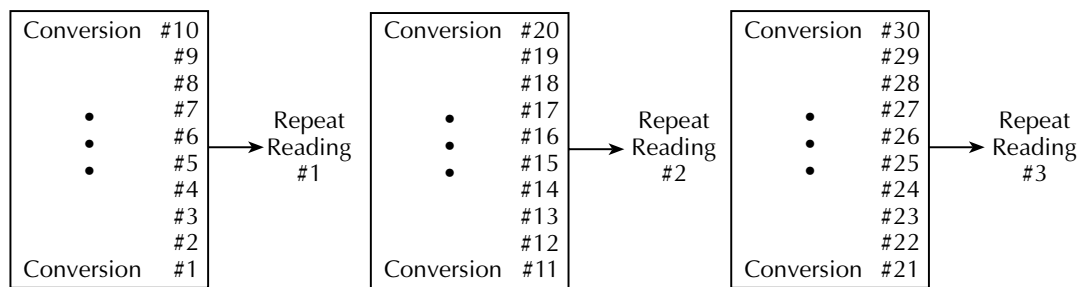 Conversion #10
#9
#8
#7
#6
#5
#4
#3
#2
Conversion #1
Repeat
Reading
#1
Conversion #20
#19
#18
#17
#16
#15
#14
#13
#12
Conversion #11
Repeat
Reading
#2
Conversion #30
#29
#28
#27
#26
#25
#24
#23
#22
Conversion #21
Repeat
Reading
#3